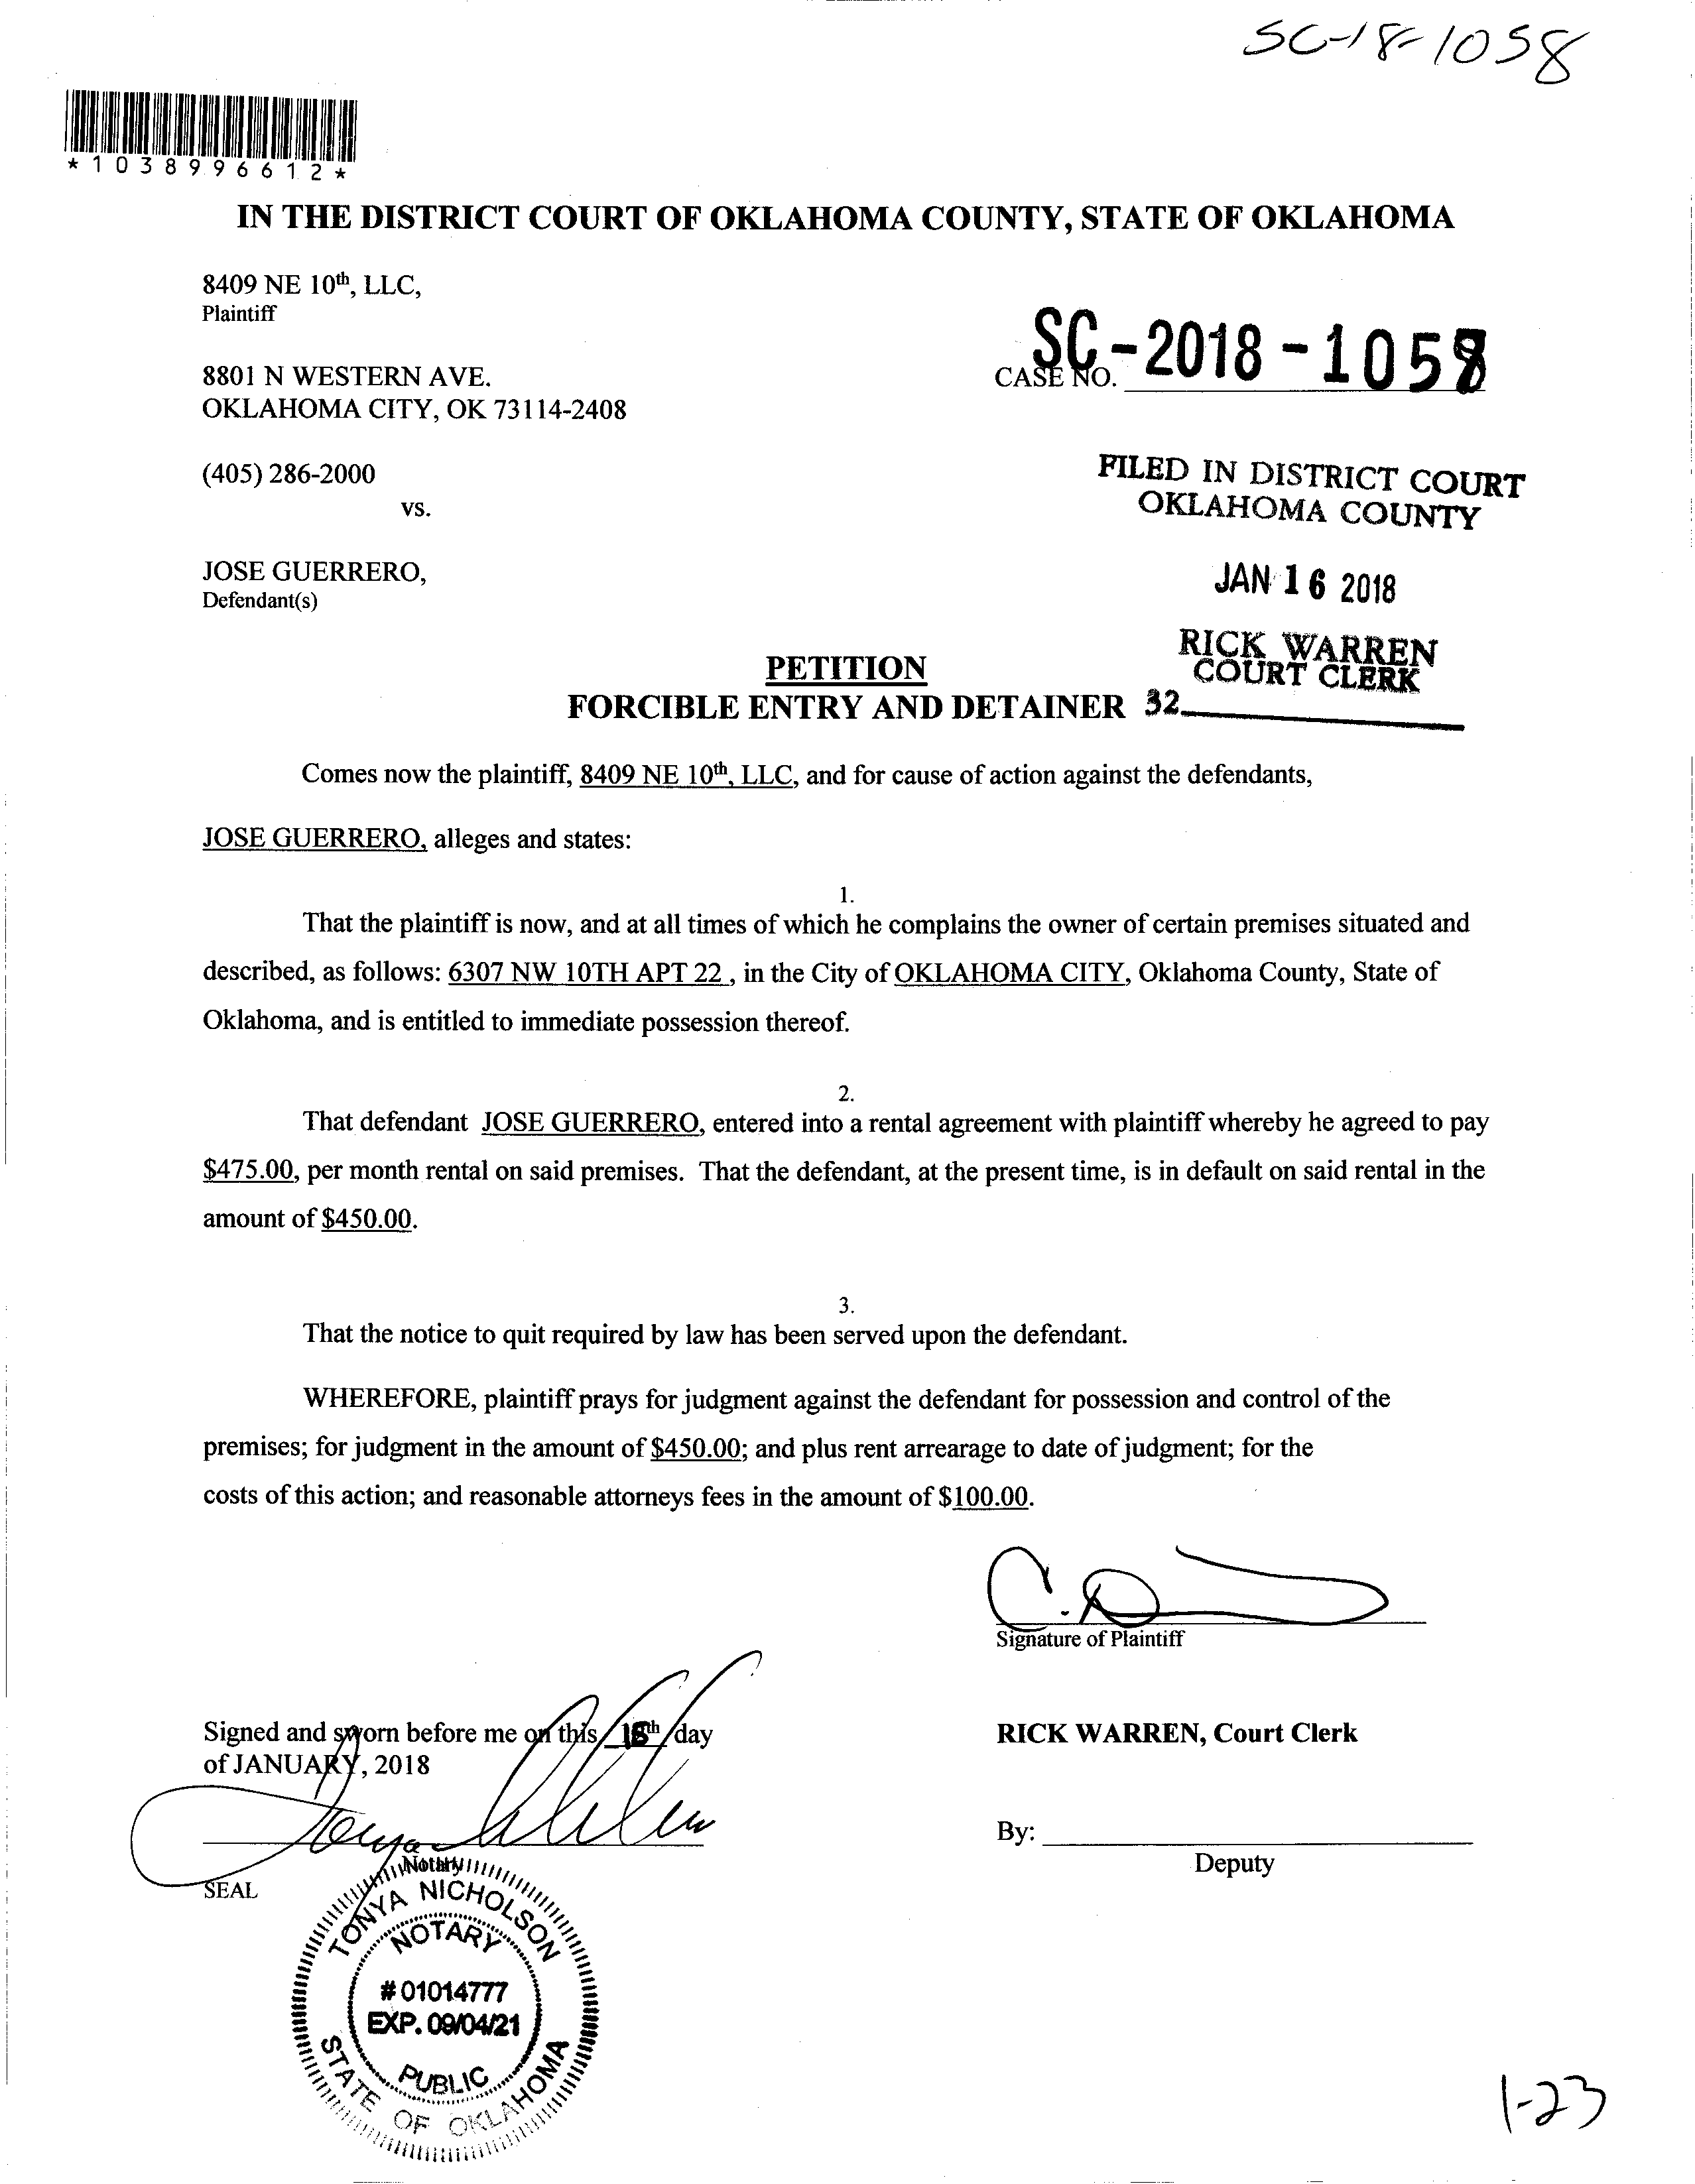 SC-18-1058
*1038996612*
IN THE DISTRICT COURT OF OKLAHOMA COUNTY, STATE OF OKLAHOMA
8409 NE 10th, LLC,
Plaintiff
8801 N WESTERN AVE.
OKLAHOMA CITY, OK 73114-2408
CASE NO. SC-2018-1058
(405) 286-2000
vs.
FILED IN DISTRICT COURT
OKLAHOMA COUNTY
JOSE GUERRERO,
Defendant(s)
JAN 16 2018
RICK WARREN
COURT CLERK
32
PETITION
FORCIBLE ENTRY AND DETAINER
Comes now the plaintiff, 8409 NE 10th, LLC, and for cause of action against the defendants,
JOSE GUERRERO, alleges and states:
1.
That the plaintiff is now, and at all times of which he complains the owner of certain premises situated and
described, as follows: 6307 NW 10TH APT 22 , in the City of OKLAHOMA CITY, Oklahoma County, State of
Oklahoma, and is entitled to immediate possession thereof.
2.
That defendant JOSE GUERRERO, entered into a rental agreement with plaintiff whereby he agreed to pay
$475.00, per month rental on said premises. That the defendant, at the present time, is in default on said rental in the
amount of $450.00.
3.
That the notice to quit required by law has been served upon the defendant.
WHEREFORE, plaintiff prays for judgment against the defendant for possession and control of the
premises; for judgment in the amount of $450.00; and plus rent arrearage to date of judgment; for the
costs of this action; and reasonable attorneys fees in the amount of $100.00.
Signature of Plaintiff
Signed and sworn before me on this day
of JANUARY, 2018
RICK WARREN, Court Clerk
By:
Deputy
Notary
SEAL
TONYA NICHOLSON
NOTARY
# 01014777
EXP. 09/04/21
PUBLIC
STATE OF OKLAHOMA
1-23